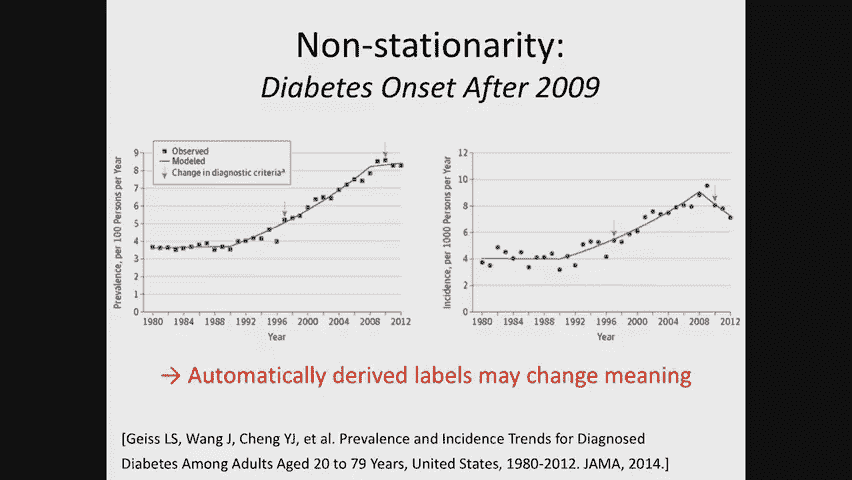 Non-stationarity:
Diabetes Onset After 2009
Prevalence, per 100 Persons per Year
9
8
7
6
5
4
3
2
1
0
Observed
Modeled
Change in diagnostic criteriaa
1980 1984 1988 1992 1996 2000 2004 2008 2012
Year
Incidence, per 1000 Persons per Year
12
10
8
6
4
2
0
1980 1984 1988 1992 1996 2000 2004 2008 2012
Year
→ Automatically derived labels may change meaning
[Geiss LS, Wang J, Cheng YJ, et al. Prevalence and Incidence Trends for Diagnosed
Diabetes Among Adults Aged 20 to 79 Years, United States, 1980-2012. JAMA, 2014.]